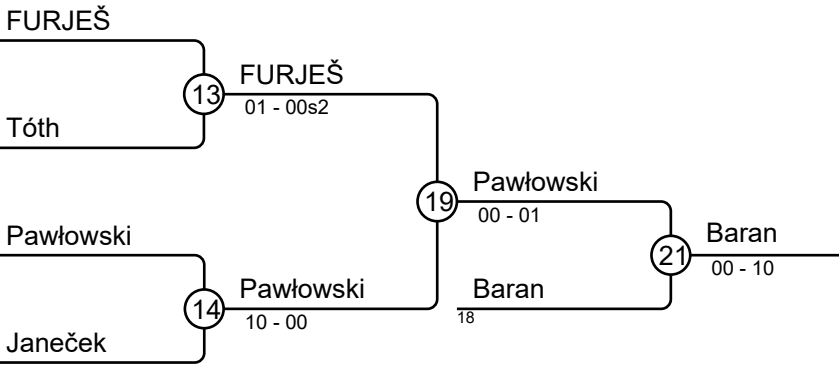 FURJEŠ
13
FURJEŠ
01 - 00s2
Tóth
19
Pawłowski
00 - 01
Pawłowski
14
Pawłowski
10 - 00
Janeček
Baran
18
21
Baran
00 - 10